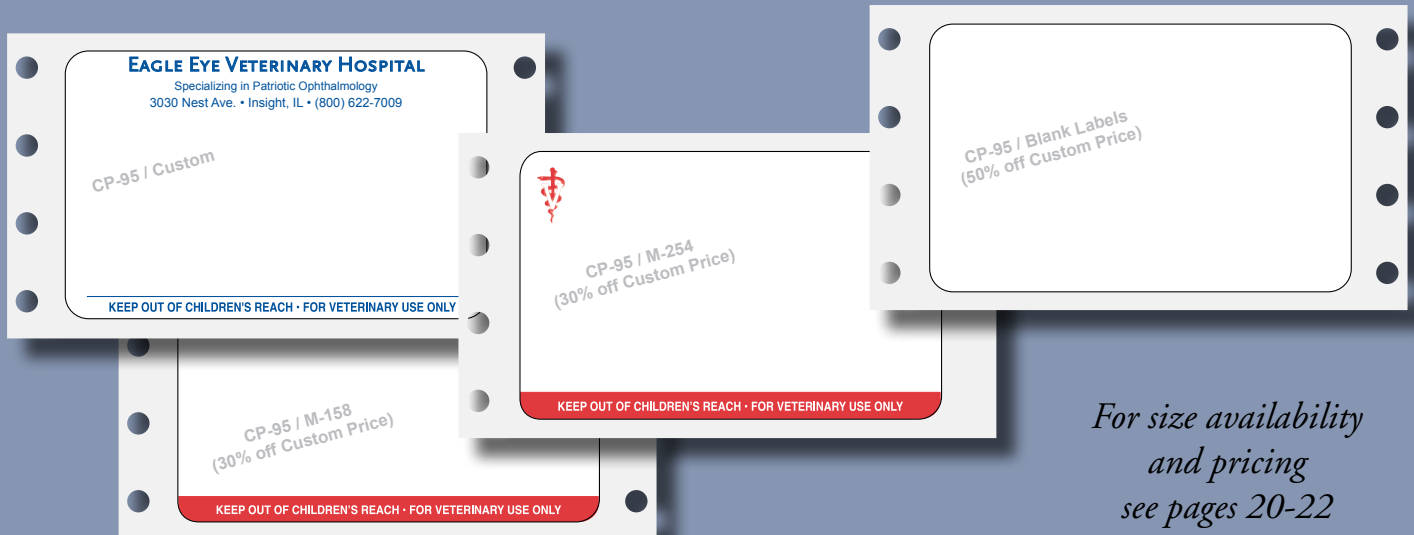 EAGLE EYE VETERINARY HOSPITAL
Specializing in Patriotic Ophthalmology
3030 Nest Ave. • Insight, IL • (800) 622-7009
CP-95 / Custom
KEEP OUT OF CHILDREN'S REACH • FOR VETERINARY USE ONLY
CP-95 / M-158
(30% off Custom Price)
KEEP OUT OF CHILDREN'S REACH • FOR VETERINARY USE ONLY
CP-95 / M-254
(30% off Custom Price)
KEEP OUT OF CHILDREN'S REACH • FOR VETERINARY USE ONLY
CP-95 / Blank Labels
(50% off Custom Price)
For size availability
and pricing
see pages 20-22